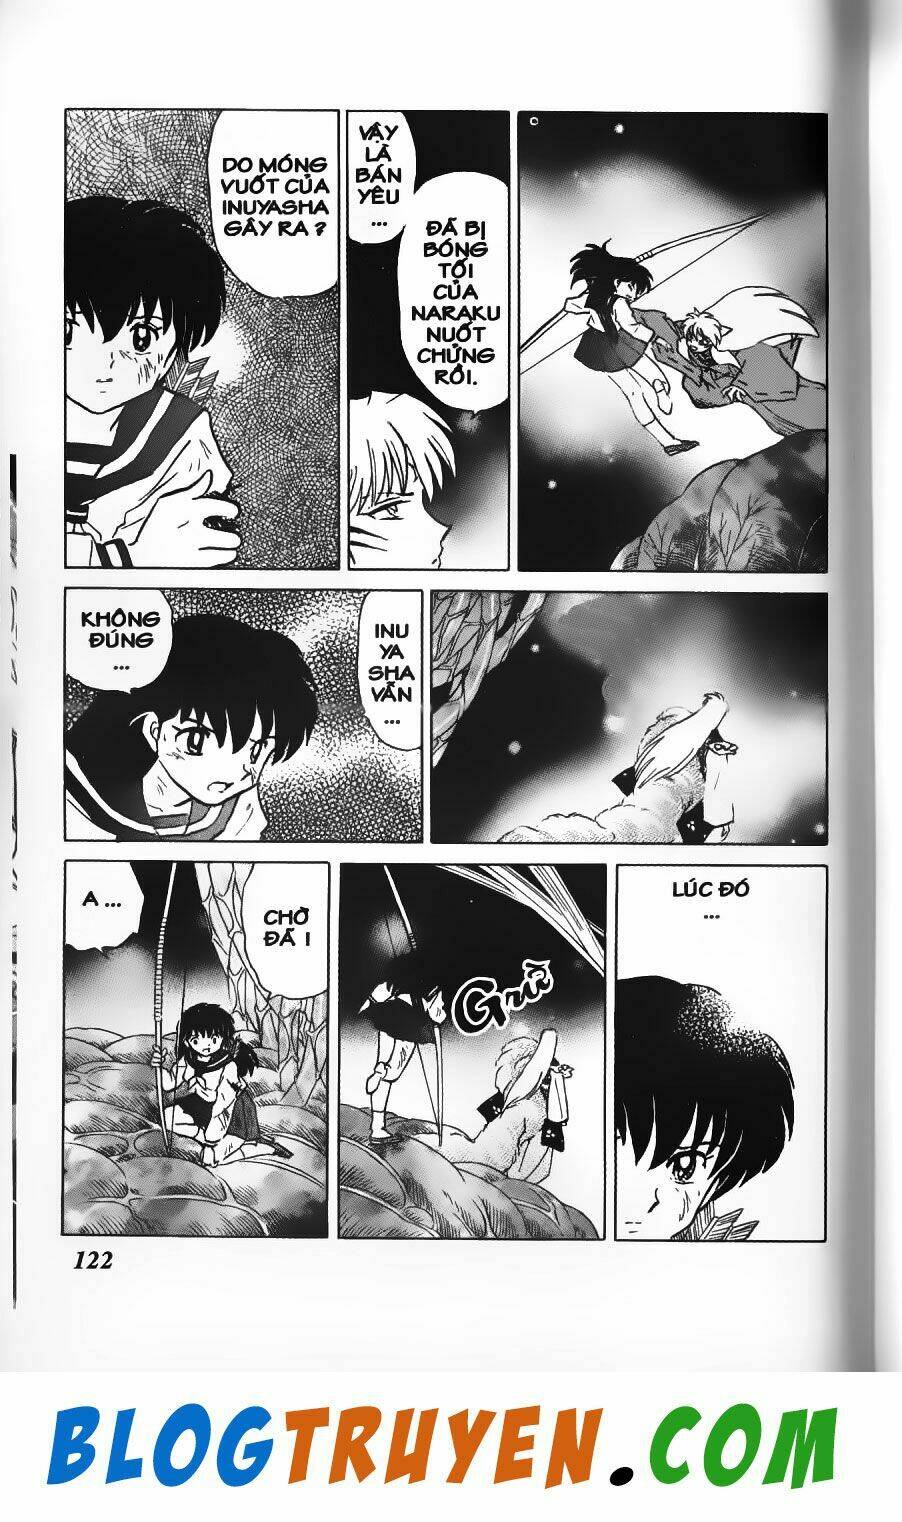 DO MÓNG
VUỐT CỦA
INUYASHA
GÂY RA ?
VẬY
LÀ
BÁN
YÊU
...
ĐÃ BỊ
BÓNG
TỐI
CỦA
NARAKU
NUỐT
CHỬNG
RỒI.
KHÔNG
ĐÚNG
...
INU
YA
SHA
VẪN
...
A ...
CHỜ
ĐÃ !
Grừ
LÚC ĐÓ
...
122
BLOGTRUYEN.COM